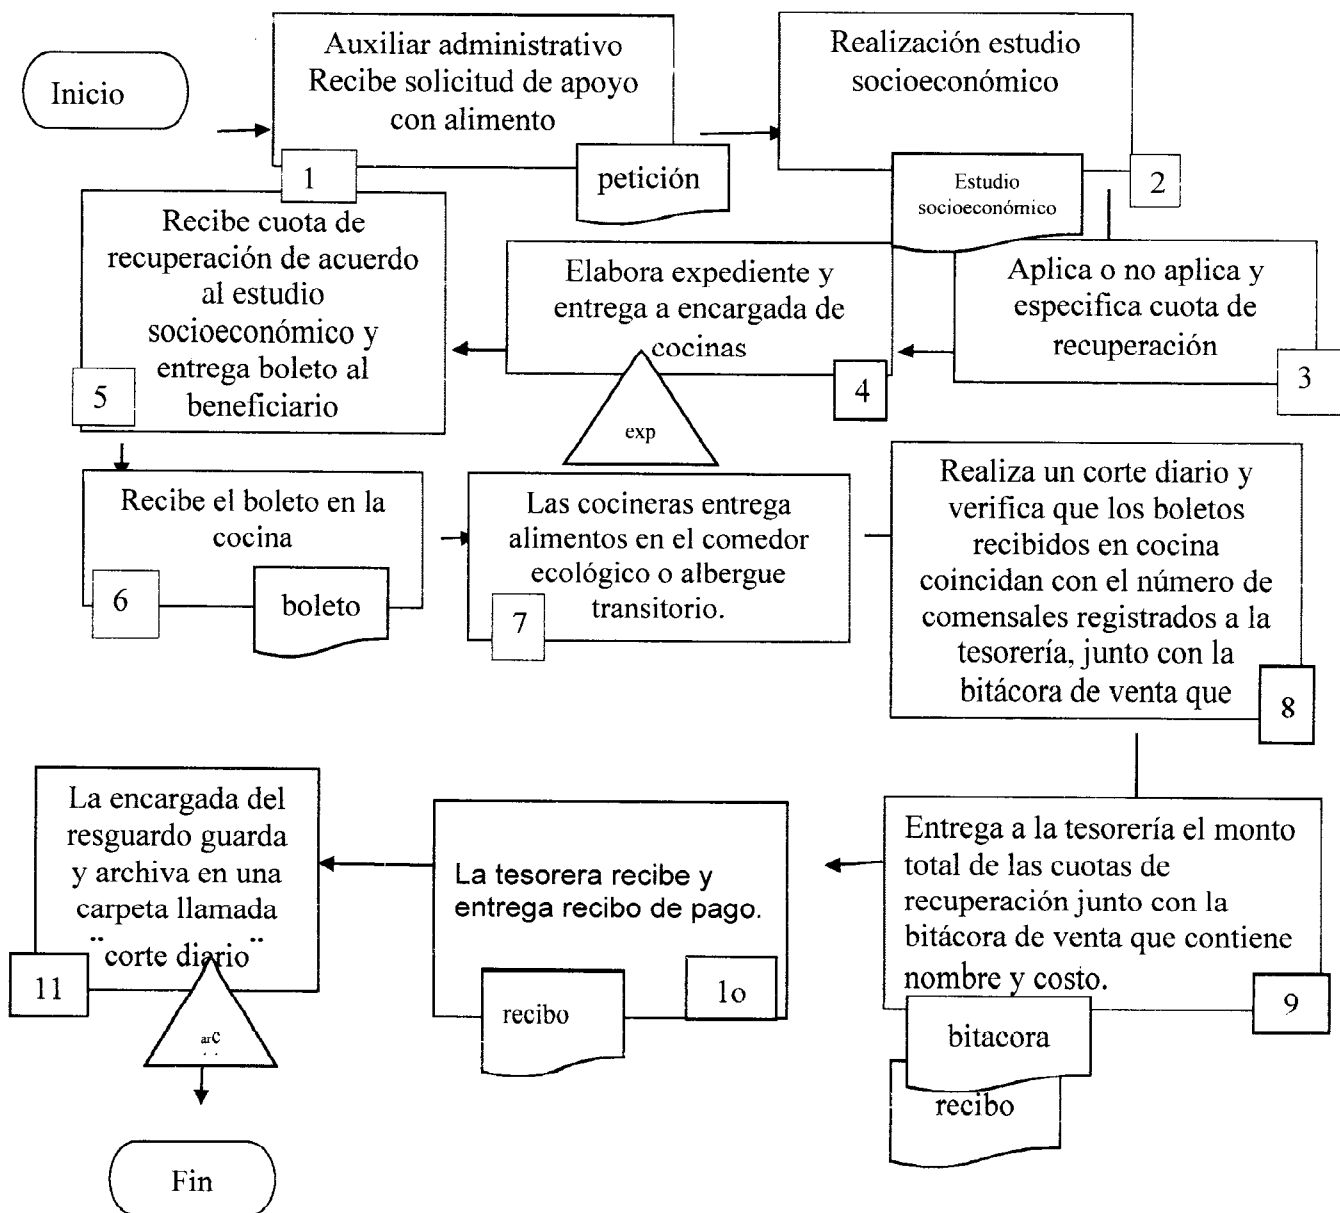 Inicio
Auxiliar administrativo
Recibe solicitud de apoyo
con alimento
1
petición
Realización estudio
socioeconómico
2
Estudio
socioeconómico
Aplica o no aplica y
especifica cuota de
recuperación
3
Elabora expediente y
entrega a encargada de
cocinas
4
exp
Recibe cuota de
recuperación de acuerdo
al estudio
socioeconómico y
entrega boleto al
beneficiario
5
Recibe el boleto en la
cocina
6
boleto
Las cocineras entrega
alimentos en el comedor
ecológico o albergue
transitorio.
7
Realiza un corte diario y
verifica que los boletos
recibidos en cocina
coincidan con el número de
comensales registrados a la
tesorería, junto con la
bitácora de venta que
8
Entrega a la tesorería el monto
total de las cuotas de
recuperación junto con la
bitácora de venta que contiene
nombre y costo.
9
bitacora
recibo
La tesorera recibe y
entrega recibo de pago.
1o
recibo
La encargada del
resguardo guarda
y archiva en una
carpeta llamada
¨corte diario¨
11
arc
Fin